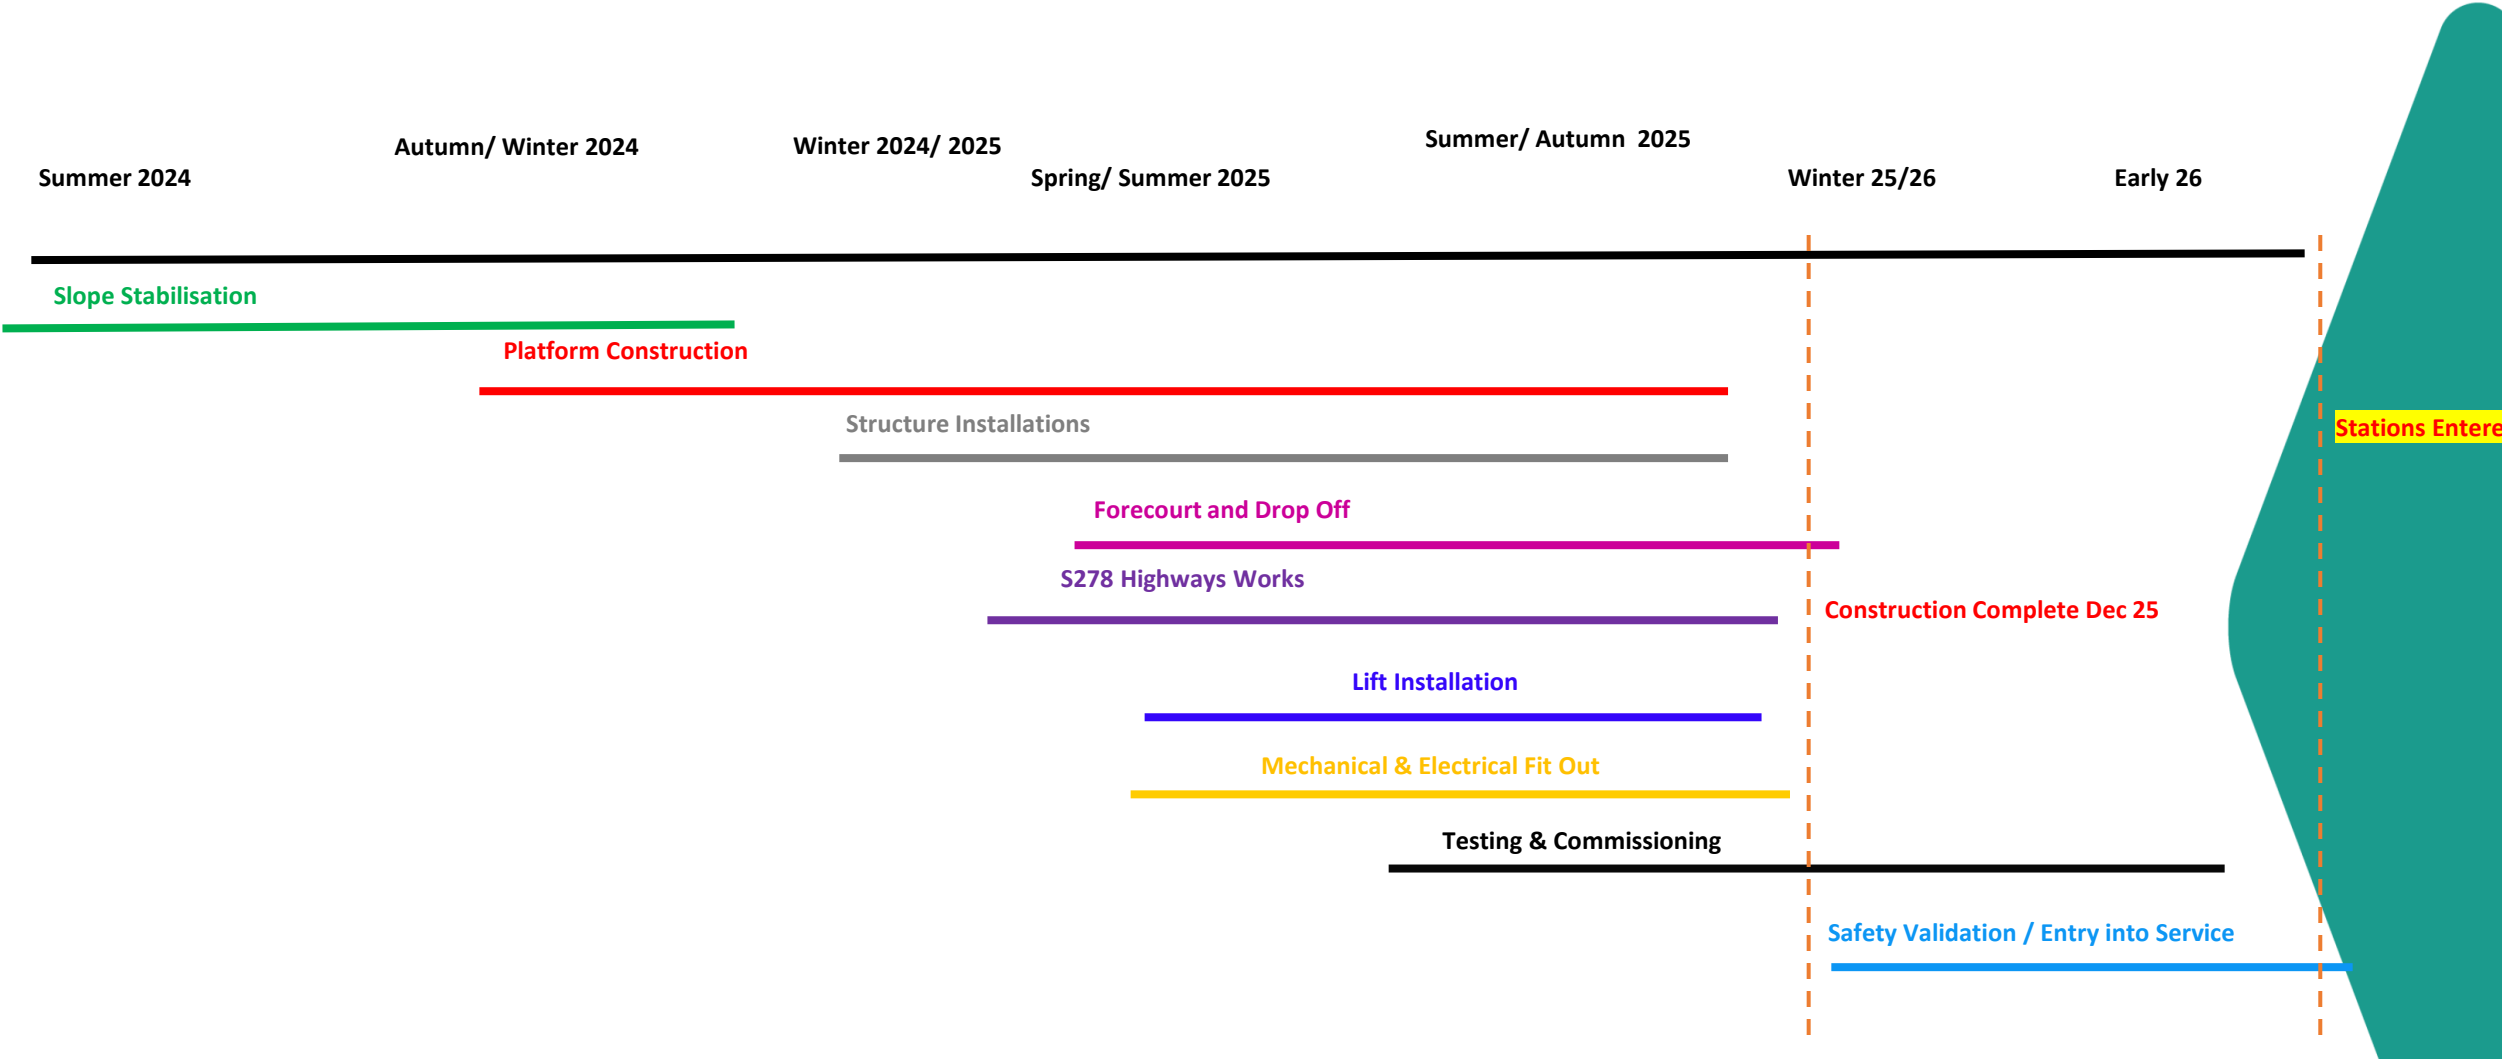 Summer/ Autumn  2025
Autumn/ Winter 2024
Winter 2024/ 2025
Summer 2024
Spring/ Summer 2025
Winter 25/26
Early 26
Slope Stabilisation
Platform Construction
Structure Installations
Stations Entere
Forecourt and Drop Off
S278 Highways Works
Construction Complete Dec 25
Lift Installation
Mechanical & Electrical Fit Out
Testing & Commissioning
Safety Validation / Entry into Service